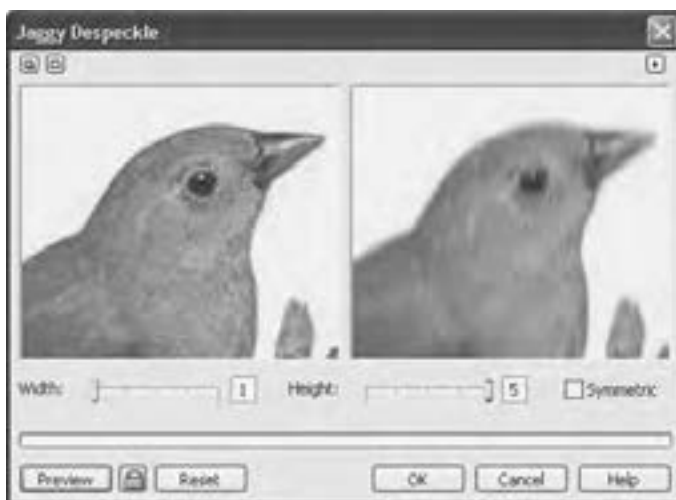 Jaggy Despeckle
Width: 1 Height: 5 Symmetric
Preview Reset OK Cancel Help